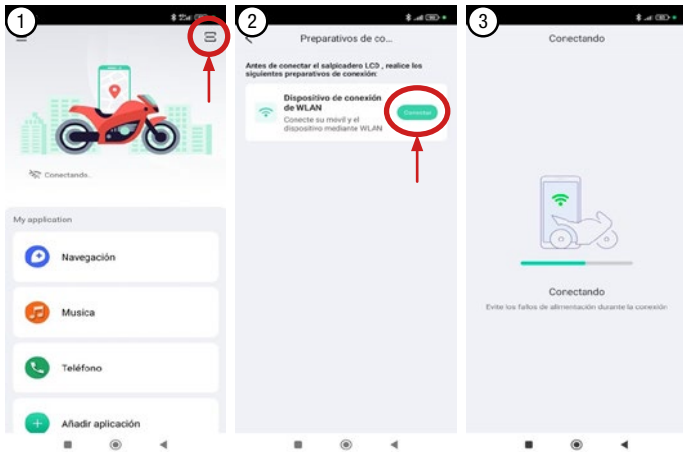 1
Conectando..
My application
Navegación
Musica
Teléfono
Añadir aplicación
2
Preparativos de co...
Antes de conectar el salpicadero LCD , realice los
siguientes preparativos de conexión:
Dispositivo de conexión
de WLAN
Conectar
Conecte su móvil y el
dispositivo mediante WLAN
3
Conectando
Conectando
Evite los fallos de alimentación durante la conexión